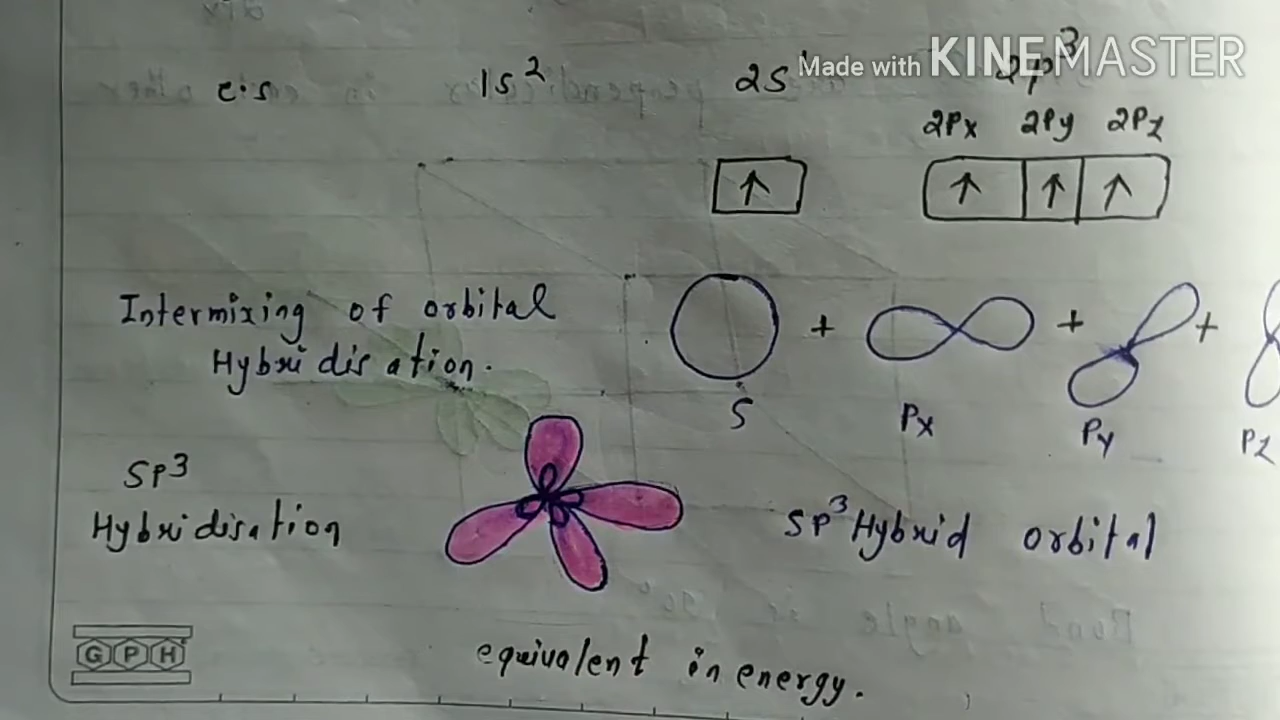 Made with KINEMASTER
e.s 1s² 2s¹ 2p³
2Px 2Py 2Pz
Intermixing of orbital
Hybridisation.
+ + +
S Px Py Pz
SP³
Hybridisation
SP³ Hybrid orbital
equivalent in energy.
GPH